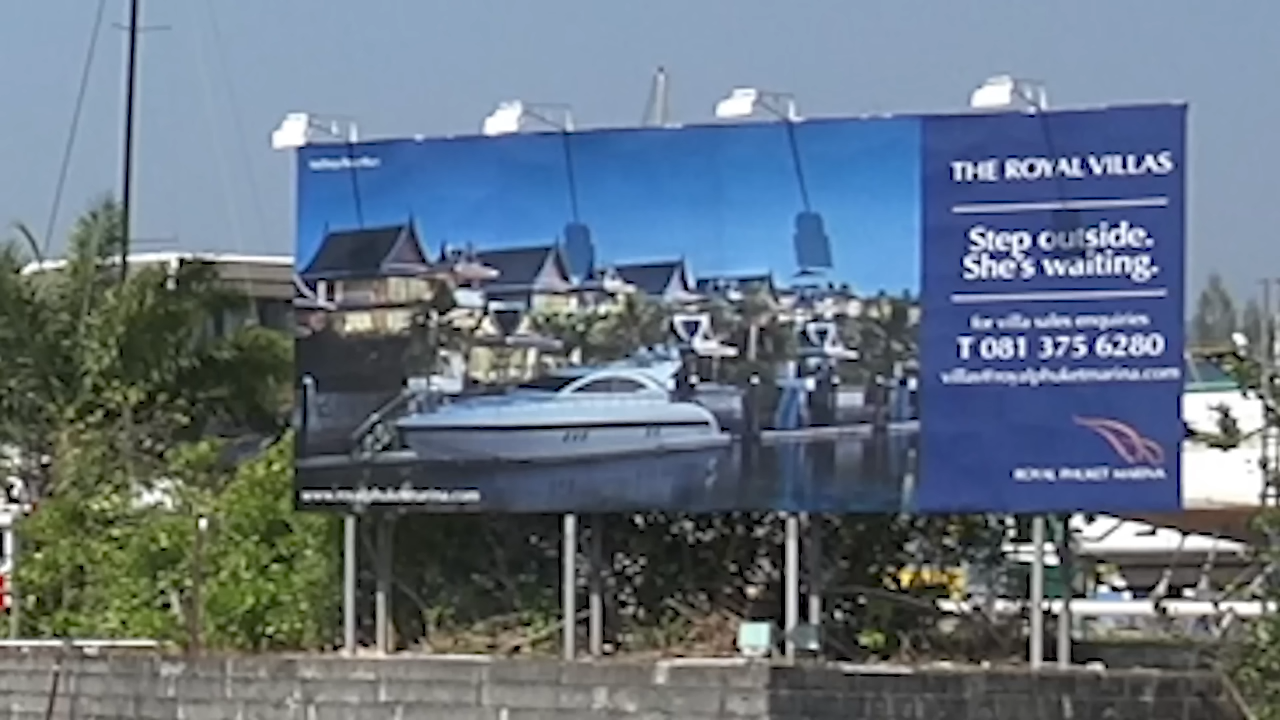 THE ROYAL VILLAS
Step outside.
She's waiting.
for villa sales enquiries
T 081 375 6280
villas@royalphuketmarina.com
ROYAL PHUKET MARINA
www.royalphuketmarina.com